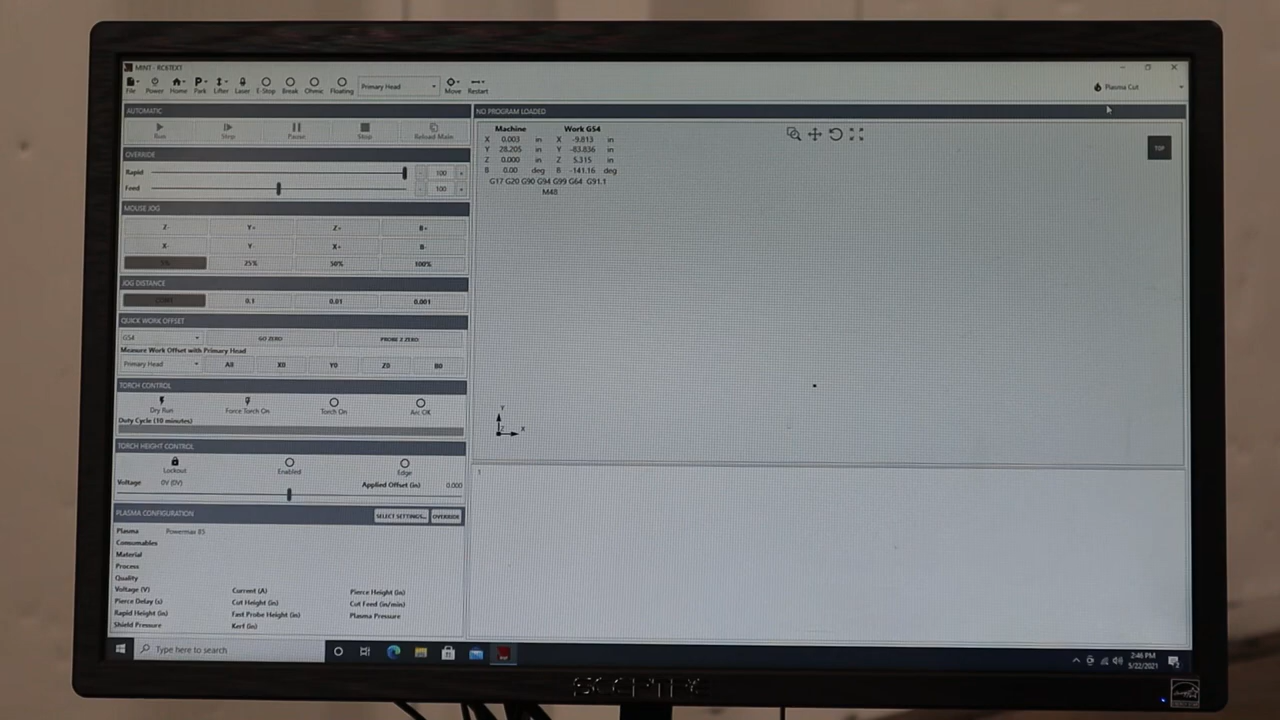 MINT - RC6TEXT
File Power Home Park Lifter Laser E-Stop Break Ohmic Floating Primary Head Move Restart Plasma Cut
AUTOMATIC
Run Step Pause Stop Reload Main
OVERRIDE
Rapid - 100 +
Feed - 100 +
MOUSE JOG
Z- Y+ Z+ B+
X- Y- X+ B-
25% 50% 100%
JOG DISTANCE
0.1 0.01 0.001
QUICK WORK OFFSET
G54 GO ZERO PROBE Z ZERO
Measure Work Offset with Primary Head
Primary Head All X0 Y0 Z0 B0
TORCH CONTROL
Dry Run Force Torch On Torch On Arc OK
Duty Cycle (10 minutes)
TORCH HEIGHT CONTROL
Lockout Enabled Edge
Voltage 0V (0V) Applied Offset (in) 0.000
PLASMA CONFIGURATION SELECT SETTINGS... OVERRIDE
Plasma Powermax 85
Consumables
Material
Process
Quality
Voltage (V) Current (A) Pierce Height (in)
Pierce Delay (s) Cut Height (in) Cut Feed (in/min)
Rapid Height (in) Fast Probe Height (in) Plasma Pressure
Shield Pressure Kerf (in)
NO PROGRAM LOADED
Machine Work G54
X 0.003 in X -9.813 in
Y 28.205 in Y -83.836 in
Z 0.000 in Z 5.315 in
B 0.00 deg B -141.16 deg
G17 G20 G90 G94 G99 G64 G91.1
M48
TOP
Y
Z X
1
Type here to search
2:46 PM
5/22/2021
SCEPTRE